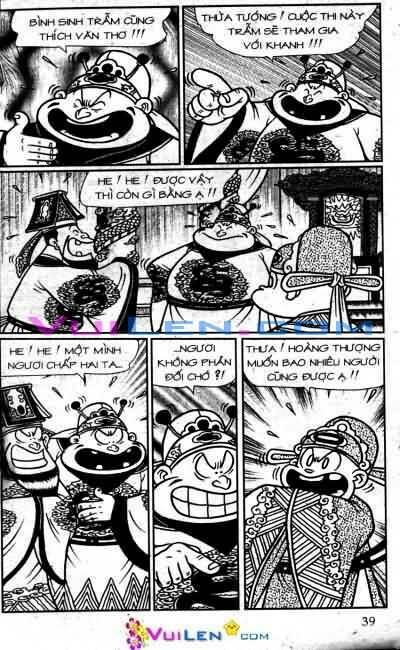 BÌNH SINH TRẪM CŨNG
THÍCH VĂN THƠ !!!
THỪA TƯỚNG ! CUỘC THI NÀY
TRẪM SẼ THAM GIA
VỚI KHANH !!!
HE ! HE ! ĐƯỢC VẬY
THÌ CÒN GÌ BẰNG Ạ !!
VUILEN.COM
HE ! HE ! MỘT MÌNH
NGƯƠI CHẤP HAI TA...
..NGƯƠI
KHÔNG PHẢN
ĐỐI CHỚ ?!
THƯA ! HOÀNG THƯỢNG
MUỐN BAO NHIÊU NGƯỜI
CŨNG ĐƯỢC Ạ !!
39
VUILEN.COM